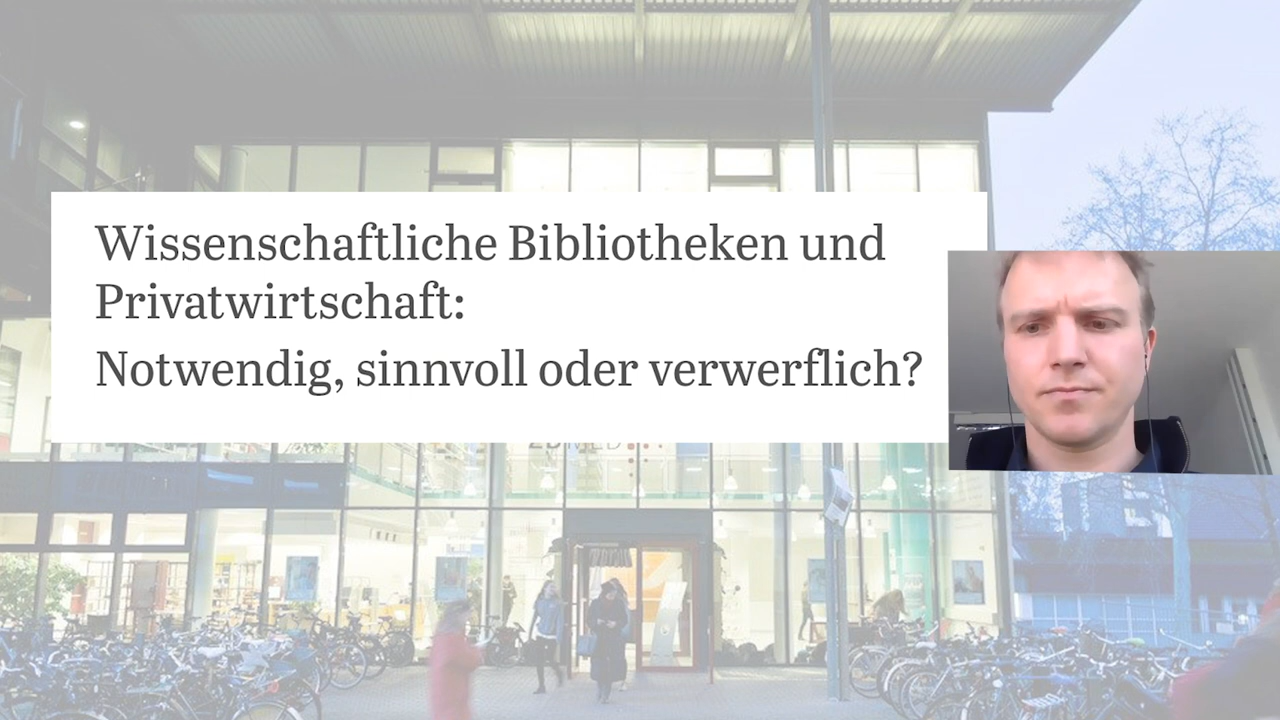 Wissenschaftliche Bibliotheken und
Privatwirtschaft:
Notwendig, sinnvoll oder verwerflich?